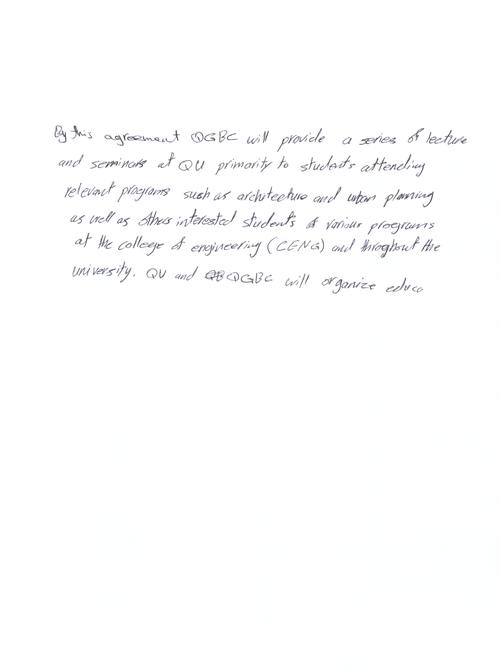 By this agreement QGBC will provide a series of lecture
and seminars at QU primarity to students attending
relevant programs such as architecture and urban planning
as well as others interested students of various programs
at the college of engineering (CENG) and throghout the
university. QU and QGBC will organize educa